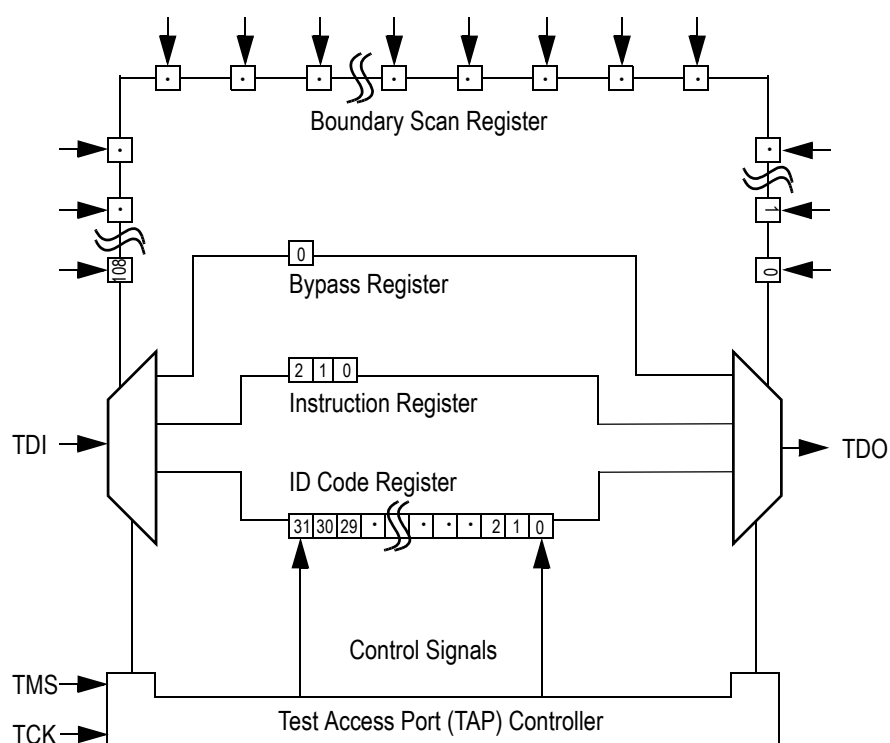 · · · · · · · ·
Boundary Scan Register
· ·
· 1
108 0
0
Bypass Register
2 1 0
Instruction Register
TDI
TDO
ID Code Register
31 30 29 · · · · 2 1 0
Control Signals
TMS
Test Access Port (TAP) Controller
TCK